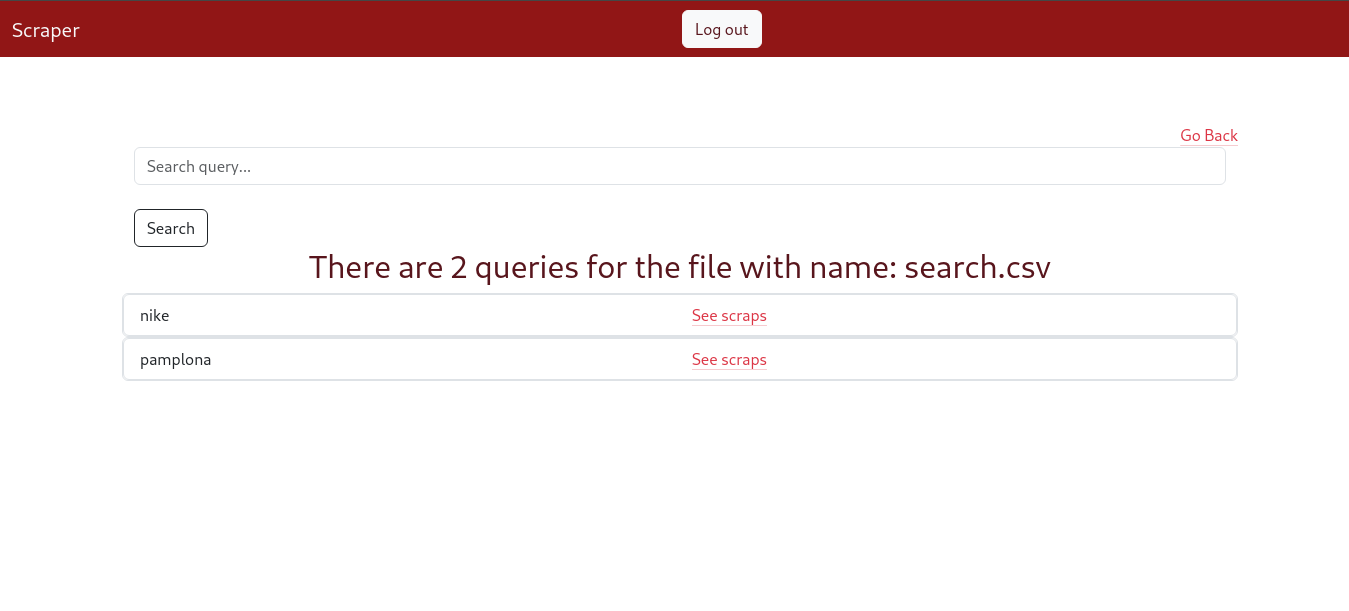 Scraper
Log out
Go Back
Search query...
Search
There are 2 queries for the file with name: search.csv
nike See scraps
pamplona See scraps